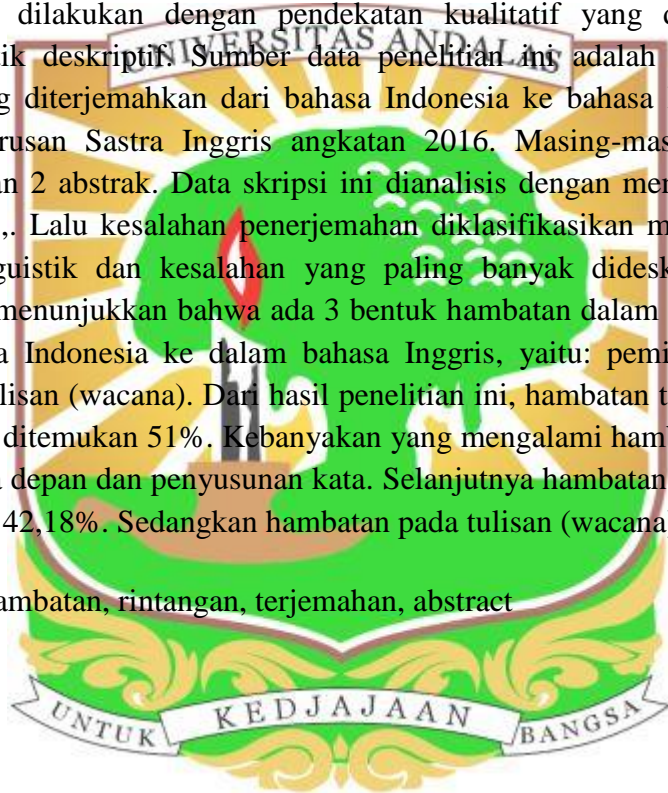 dilakukan dengan pendekatan kualitatif yang d
UNIVERSITAS ANDALAS
ik deskriptif. Sumber data penelitian ini adalah
g diterjemahkan dari bahasa Indonesia ke bahasa
rusan Sastra Inggris angkatan 2016. Masing-mas
an 2 abstrak. Data skripsi ini dianalisis dengan men
,. Lalu kesalahan penerjemahan diklasifikasikan m
guistik dan kesalahan yang paling banyak didesk
menunjukkan bahwa ada 3 bentuk hambatan dalam
a Indonesia ke dalam bahasa Inggris, yaitu: pemi
lisan (wacana). Dari hasil penelitian ini, hambatan t
ditemukan 51%. Kebanyakan yang mengalami hamb
a depan dan penyusunan kata. Selanjutnya hambatan
42,18%. Sedangkan hambatan pada tulisan (wacana)
ambatan, rintangan, terjemahan, abstract
UNTUK KEDJAJAAN BANGSA